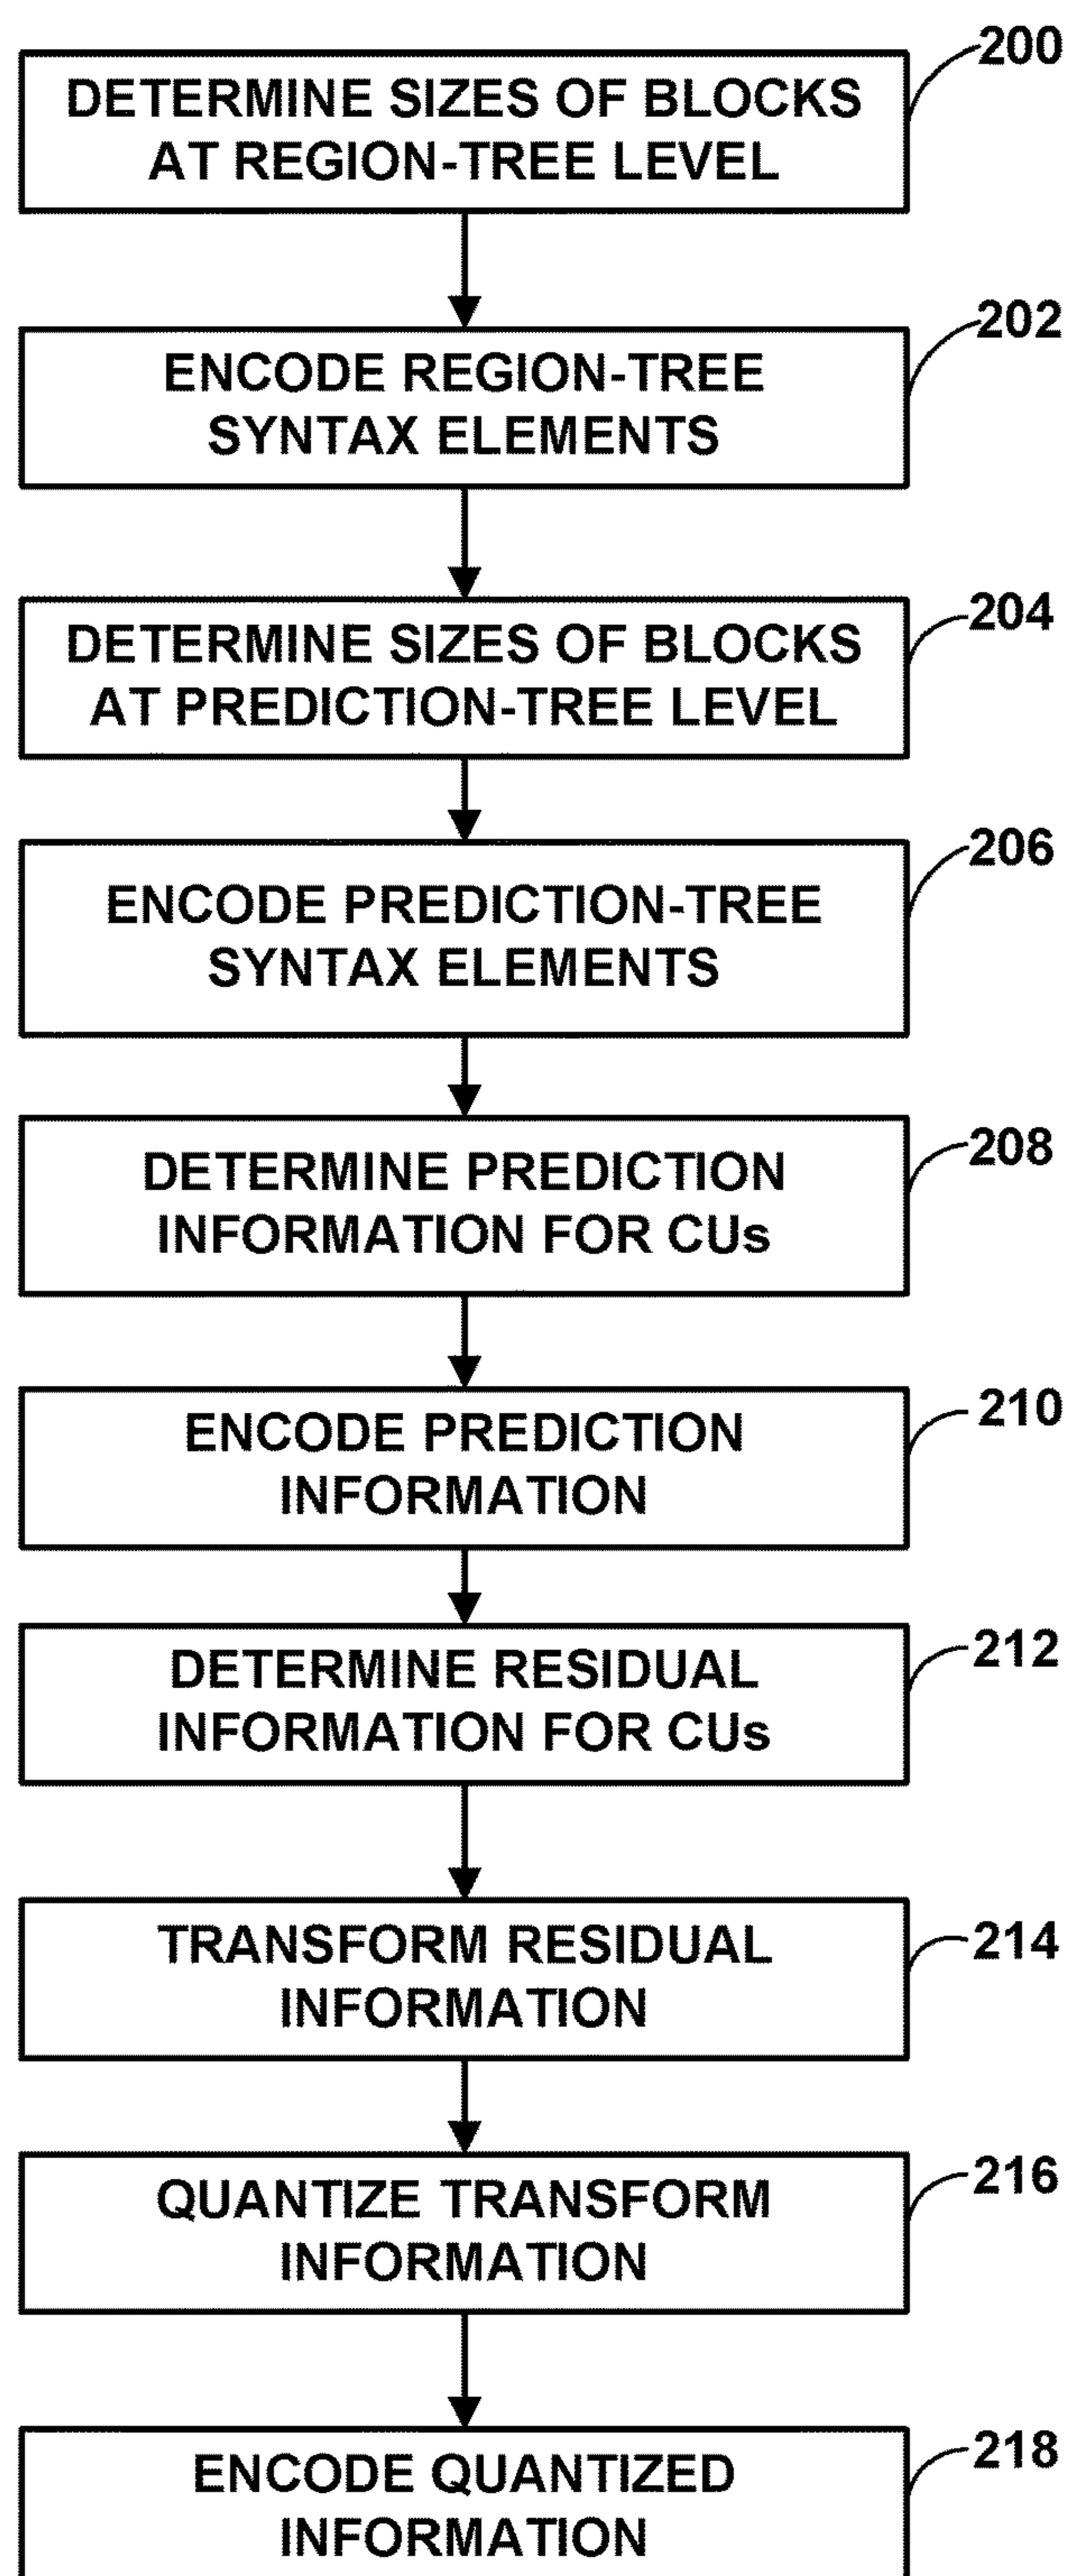 200
DETERMINE SIZES OF BLOCKS
AT REGION-TREE LEVEL
202
ENCODE REGION-TREE
SYNTAX ELEMENTS
204
DETERMINE SIZES OF BLOCKS
AT PREDICTION-TREE LEVEL
206
ENCODE PREDICTION-TREE
SYNTAX ELEMENTS
208
DETERMINE PREDICTION
INFORMATION FOR CUs
210
ENCODE PREDICTION
INFORMATION
212
DETERMINE RESIDUAL
INFORMATION FOR CUs
214
TRANSFORM RESIDUAL
INFORMATION
216
QUANTIZE TRANSFORM
INFORMATION
218
ENCODE QUANTIZED
INFORMATION